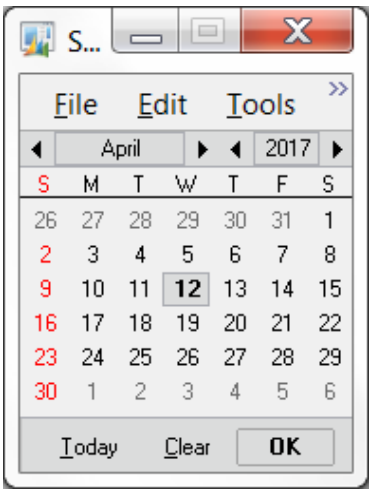 S...
File Edit Tools »
April 2017
S M T W T F S
26 27 28 29 30 31 1
2 3 4 5 6 7 8
9 10 11 12 13 14 15
16 17 18 19 20 21 22
23 24 25 26 27 28 29
30 1 2 3 4 5 6
Today Clear OK